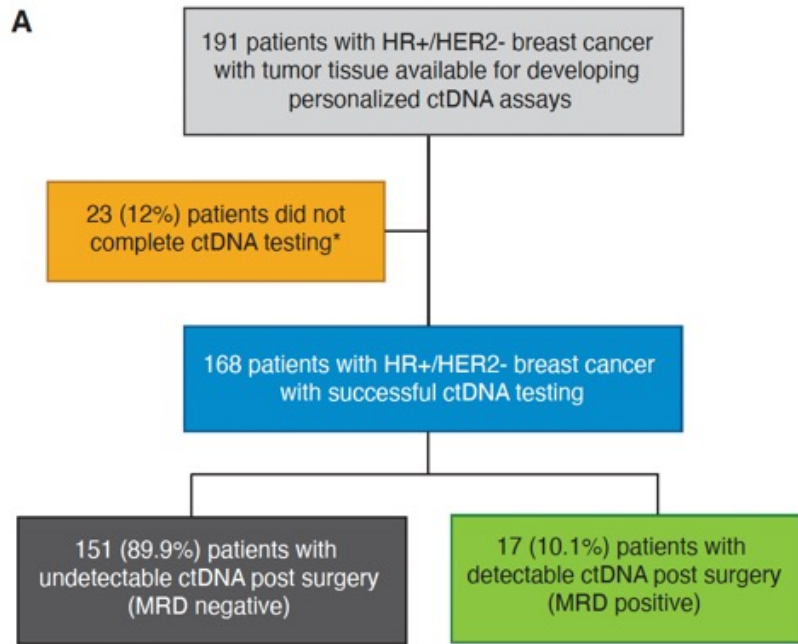 A
191 patients with HR+/HER2- breast cancer
with tumor tissue available for developing
personalized ctDNA assays
23 (12%) patients did not
complete ctDNA testing*
168 patients with HR+/HER2- breast cancer
with successful ctDNA testing
151 (89.9%) patients with
undetectable ctDNA post surgery
(MRD negative)
17 (10.1%) patients with
detectable ctDNA post surgery
(MRD positive)